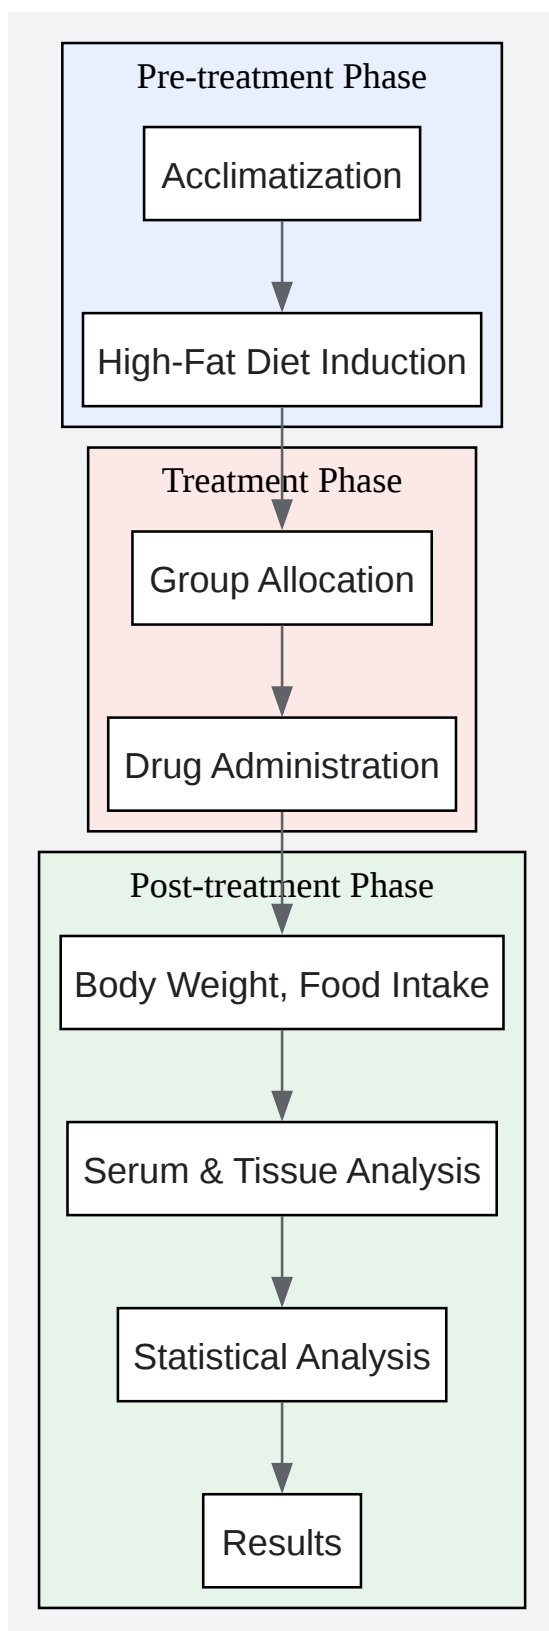 Pre-treatment Phase
Acclimatization
High-Fat Diet Induction
Treatment Phase
Group Allocation
Drug Administration
Post-treatment Phase
Body Weight, Food Intake
Serum & Tissue Analysis
Statistical Analysis
Results